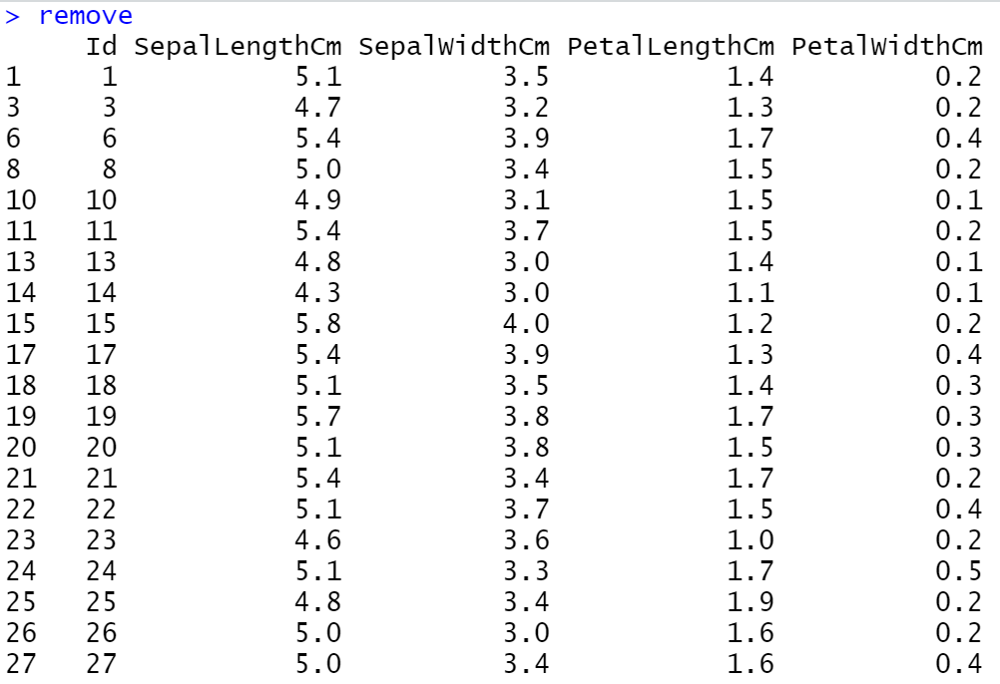 > remove
Id SepalLengthCm SepalWidthCm PetalLengthCm PetalWidthCm
1 1 5.1 3.5 1.4 0.2
3 3 4.7 3.2 1.3 0.2
6 6 5.4 3.9 1.7 0.4
8 8 5.0 3.4 1.5 0.2
10 10 4.9 3.1 1.5 0.1
11 11 5.4 3.7 1.5 0.2
13 13 4.8 3.0 1.4 0.1
14 14 4.3 3.0 1.1 0.1
15 15 5.8 4.0 1.2 0.2
17 17 5.4 3.9 1.3 0.4
18 18 5.1 3.5 1.4 0.3
19 19 5.7 3.8 1.7 0.3
20 20 5.1 3.8 1.5 0.3
21 21 5.4 3.4 1.7 0.2
22 22 5.1 3.7 1.5 0.4
23 23 4.6 3.6 1.0 0.2
24 24 5.1 3.3 1.7 0.5
25 25 4.8 3.4 1.9 0.2
26 26 5.0 3.0 1.6 0.2
27 27 5.0 3.4 1.6 0.4